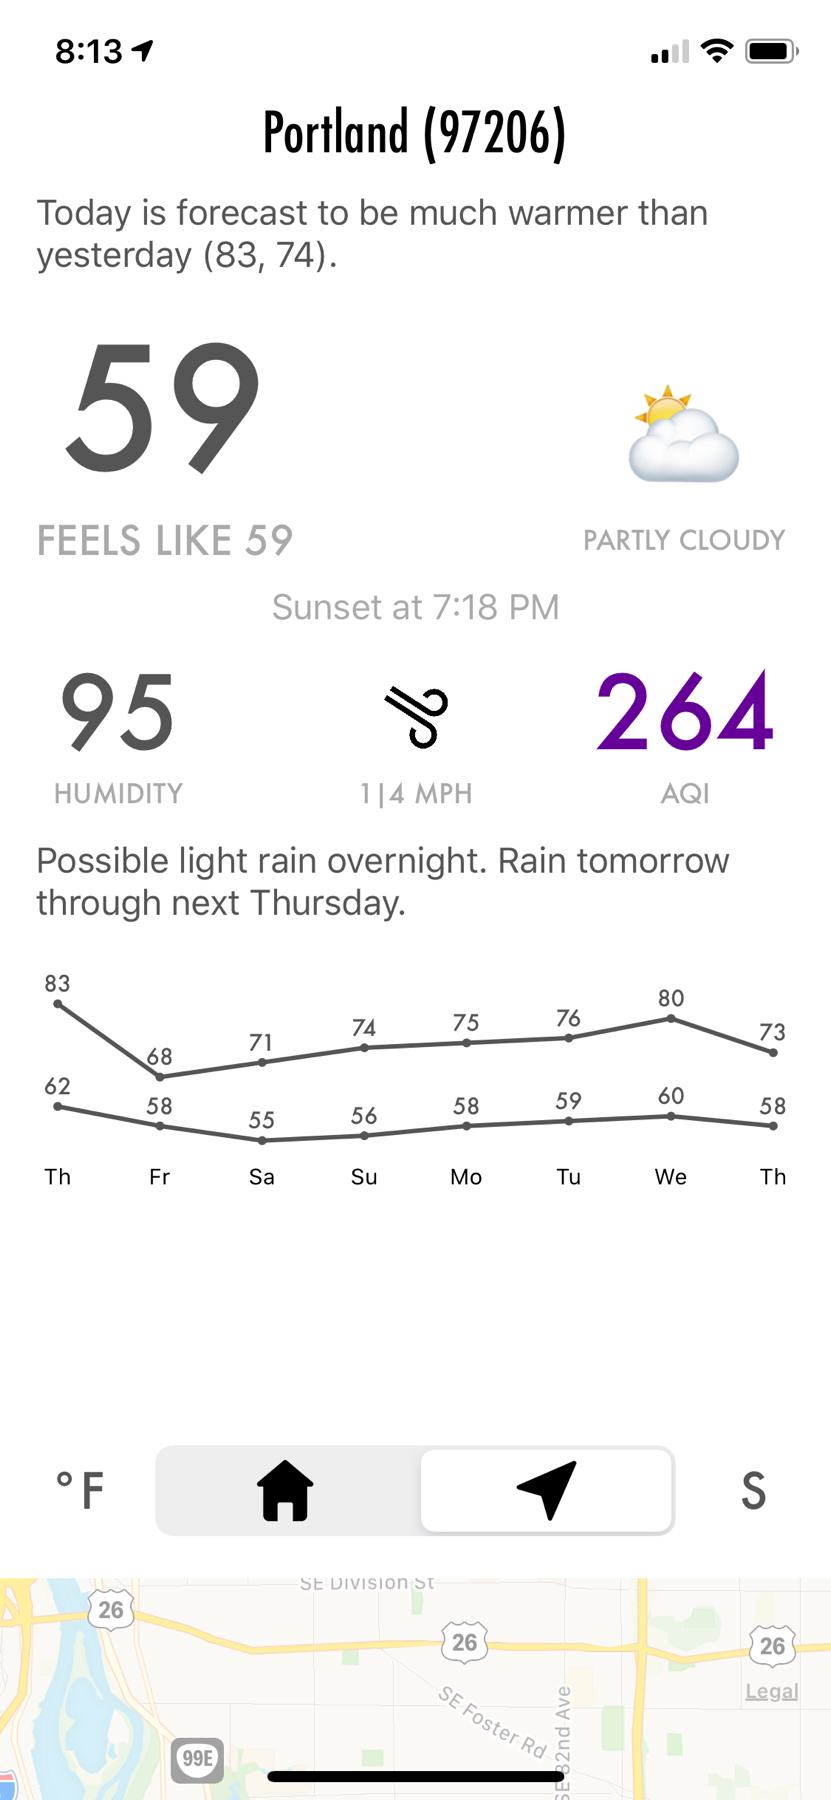 8:13
Portland (97206)
Today is forecast to be much warmer than
yesterday (83, 74).
59
FEELS LIKE 59
PARTLY CLOUDY
Sunset at 7:18 PM
95
264
HUMIDITY
1|4 MPH
AQI
Possible light rain overnight. Rain tomorrow
through next Thursday.
83
68
71
74
75
76
80
73
62
58
55
56
58
59
60
58
Th
Fr
Sa
Su
Mo
Tu
We
Th
°F
S
SE Division St
26
26
26
Legal
SE Foster Rd
SE 82nd Ave
99E